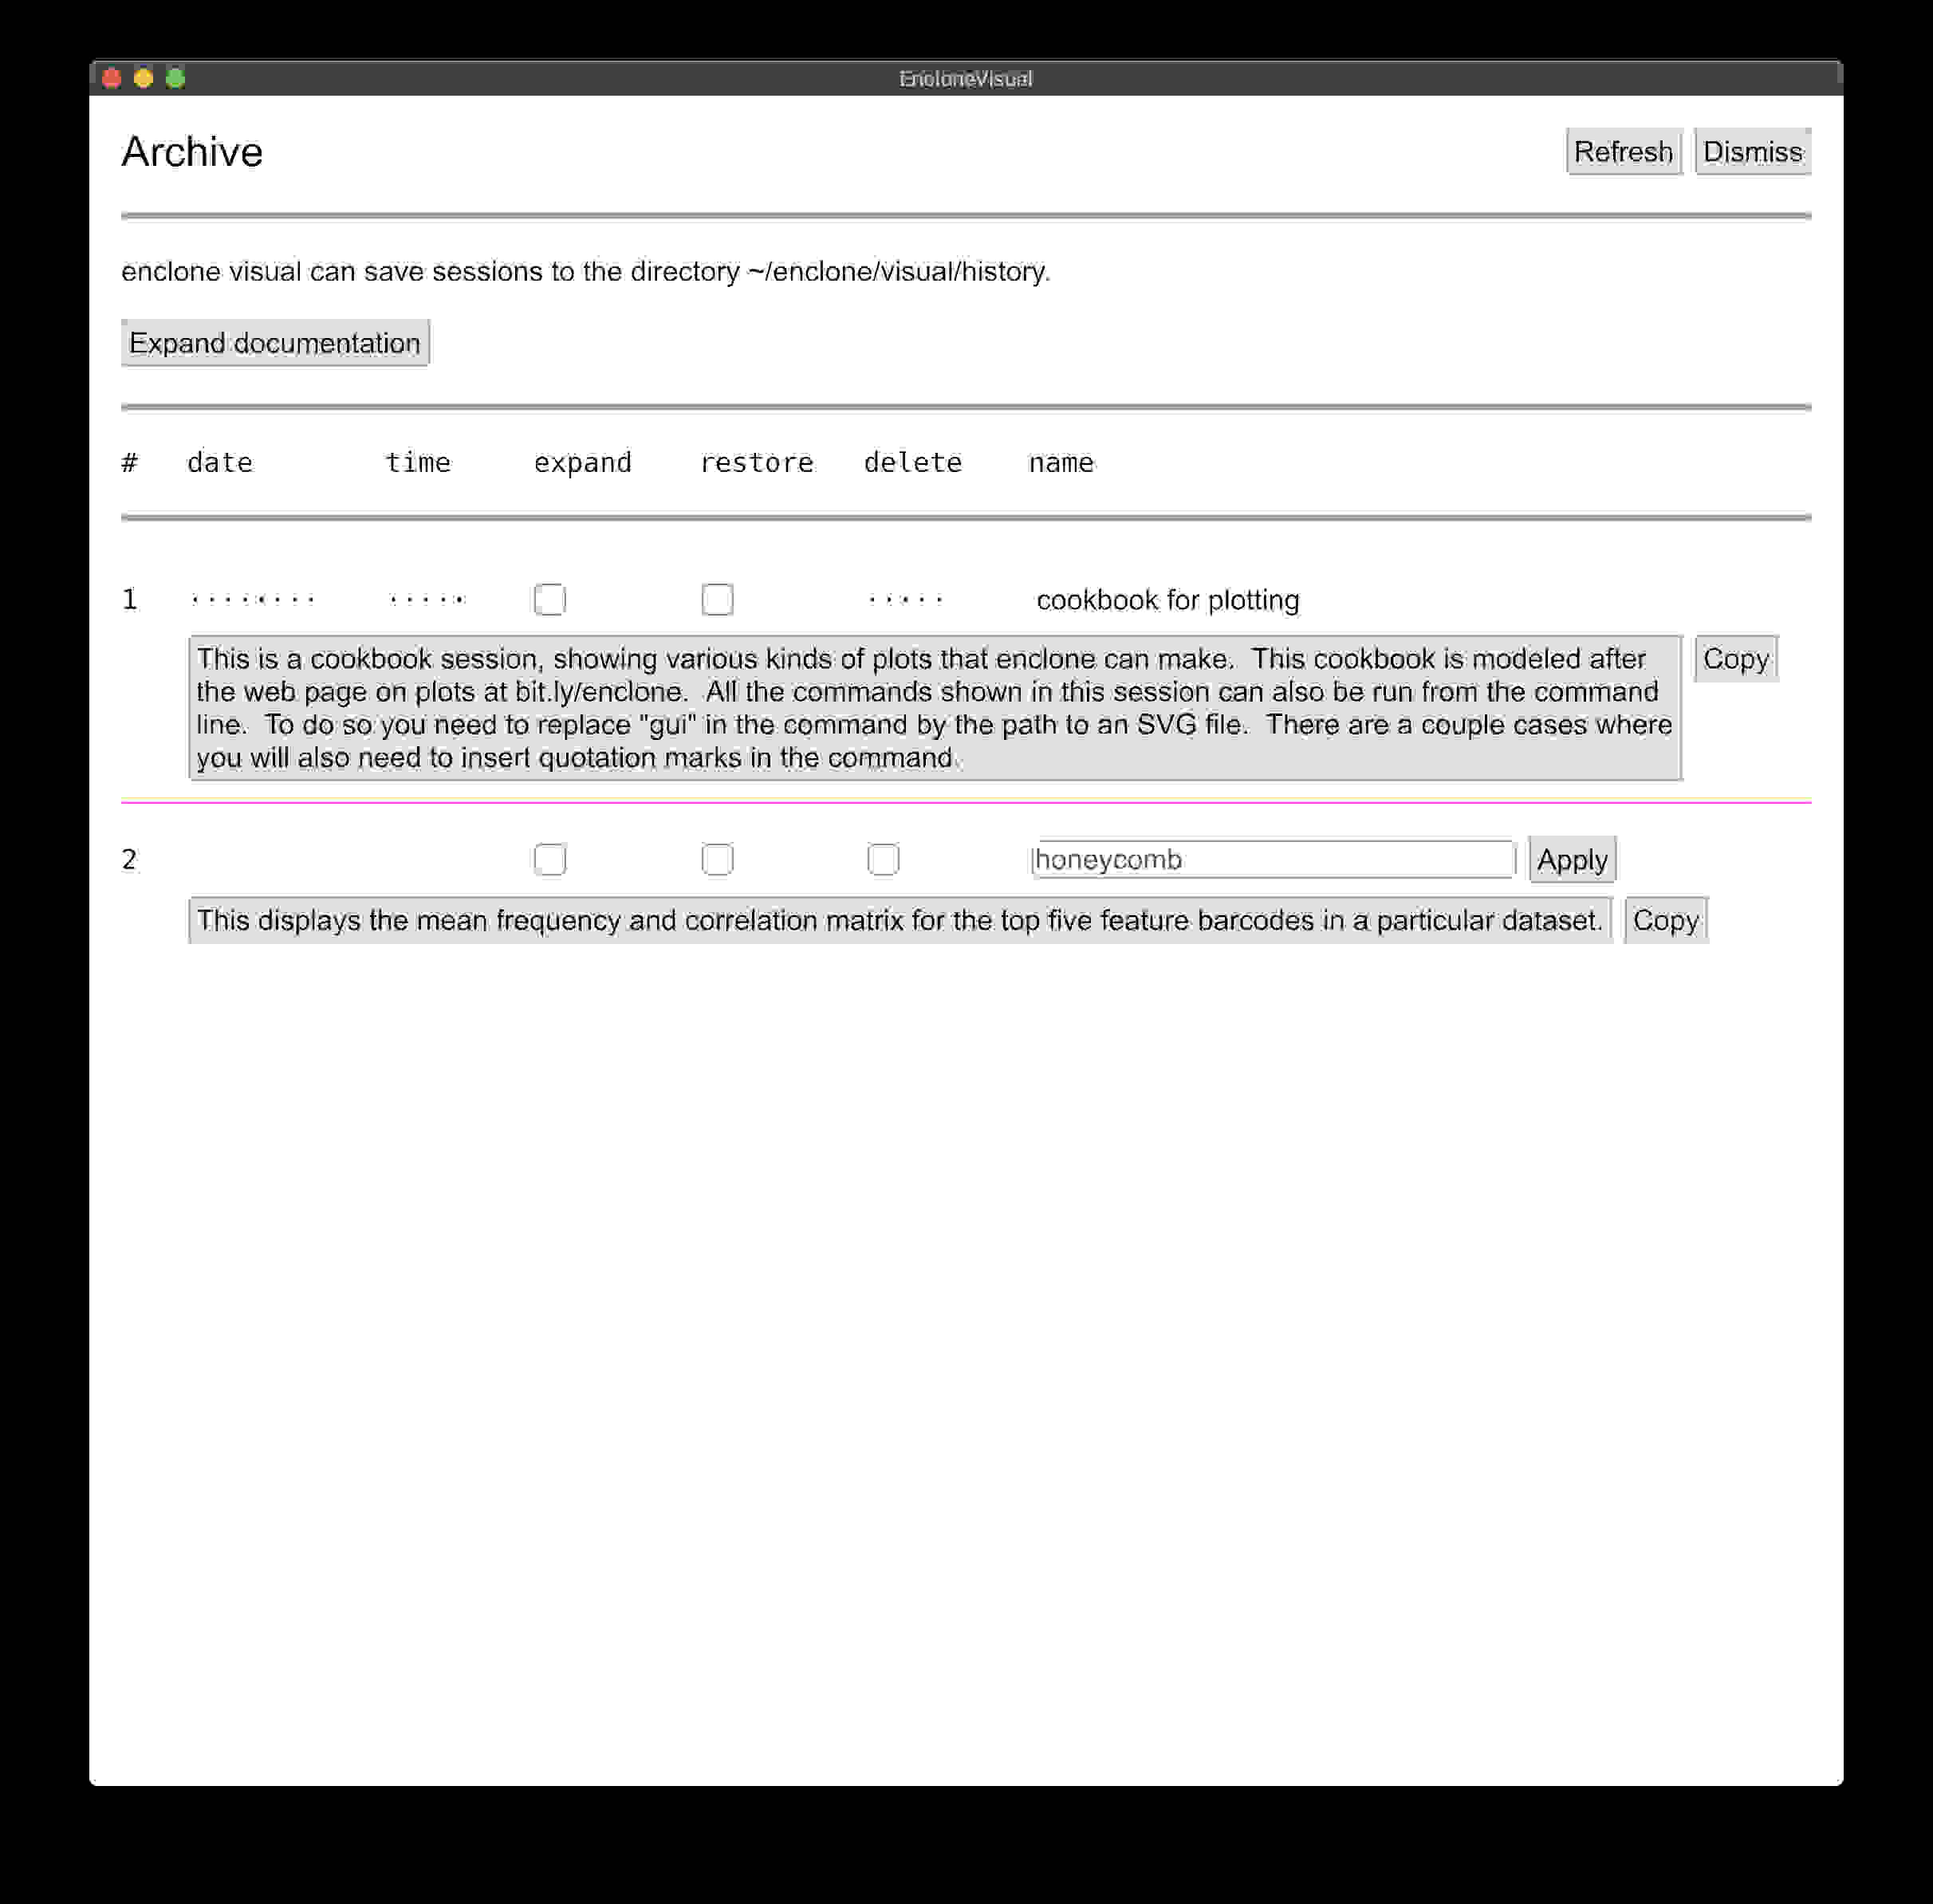 EncloneVisual
Archive Refresh Dismiss
enclone visual can save sessions to the directory ~/enclone/visual/history.
Expand documentation
# date time expand restore delete name
1 ········ ····· ····· cookbook for plotting
This is a cookbook session, showing various kinds of plots that enclone can make.  This cookbook is modeled after Copy
the web page on plots at bit.ly/enclone.  All the commands shown in this session can also be run from the command
line.  To do so you need to replace "gui" in the command by the path to an SVG file.  There are a couple cases where
you will also need to insert quotation marks in the command.
2 honeycomb Apply
This displays the mean frequency and correlation matrix for the top five feature barcodes in a particular dataset. Copy